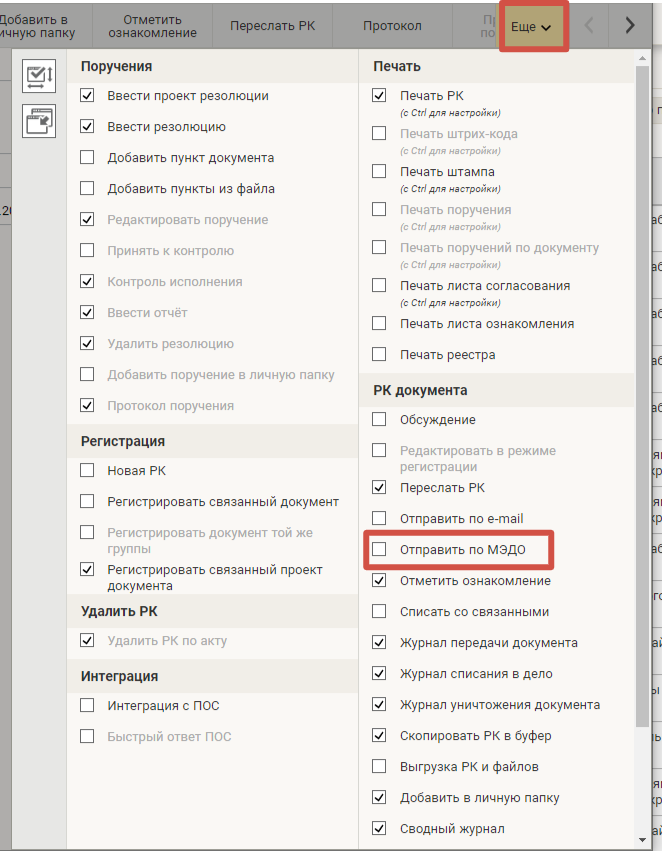 Добавить в
личную папку
Отметить
ознакомление
Переслать РК
Протокол
Еще
Поручения
Ввести проект резолюции
Ввести резолюцию
Добавить пункт документа
Добавить пункты из файла
Редактировать поручение
Принять к контролю
Контроль исполнения
Ввести отчёт
Удалить резолюцию
Добавить поручение в личную папку
Протокол поручения
Регистрация
Новая РК
Регистрировать связанный документ
Регистрировать документ той же
группы
Регистрировать связанный проект
документа
Удалить РК
Удалить РК по акту
Интеграция
Интеграция с ПОС
Быстрый ответ ПОС
Печать
Печать РК
(с Ctrl для настройки)
Печать штрих-кода
(с Ctrl для настройки)
Печать штампа
(с Ctrl для настройки)
Печать поручения
(с Ctrl для настройки)
Печать поручений по документу
(с Ctrl для настройки)
Печать листа согласования
(с Ctrl для настройки)
Печать листа ознакомления
Печать реестра
РК документа
Обсуждение
Редактировать в режиме
регистрации
Переслать РК
Отправить по e-mail
Отправить по МЭДО
Отметить ознакомление
Списать со связанными
Журнал передачи документа
Журнал списания в дело
Журнал уничтожения документа
Скопировать РК в буфер
Выгрузка РК и файлов
Добавить в личную папку
Сводный журнал